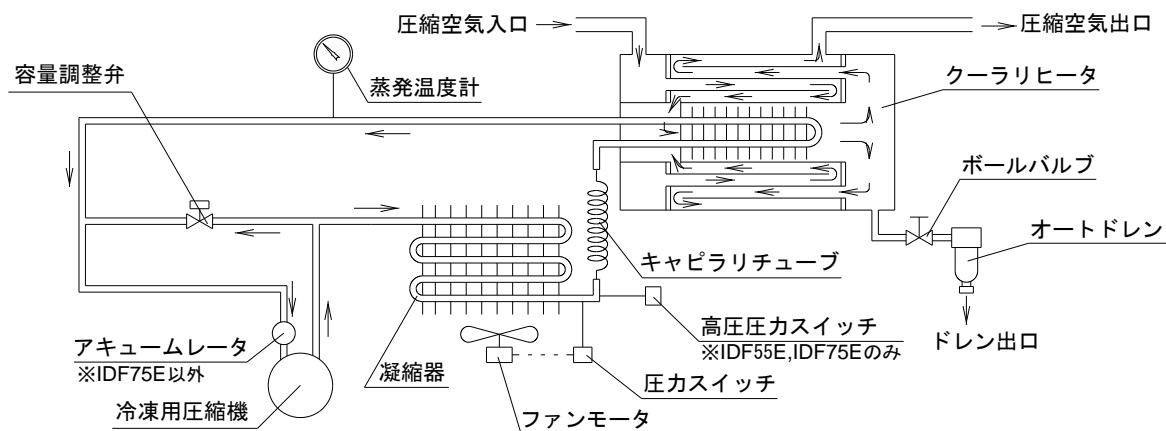 圧縮空気入口
圧縮空気出口
容量調整弁
蒸発温度計
クーラリヒータ
ボールバルブ
オートドレン
キャピラリチューブ
高圧圧力スイッチ
※IDF55E,IDF75Eのみ
ドレン出口
アキュームレータ
※IDF75E以外
凝縮器
圧力スイッチ
冷凍用圧縮機
ファンモータ